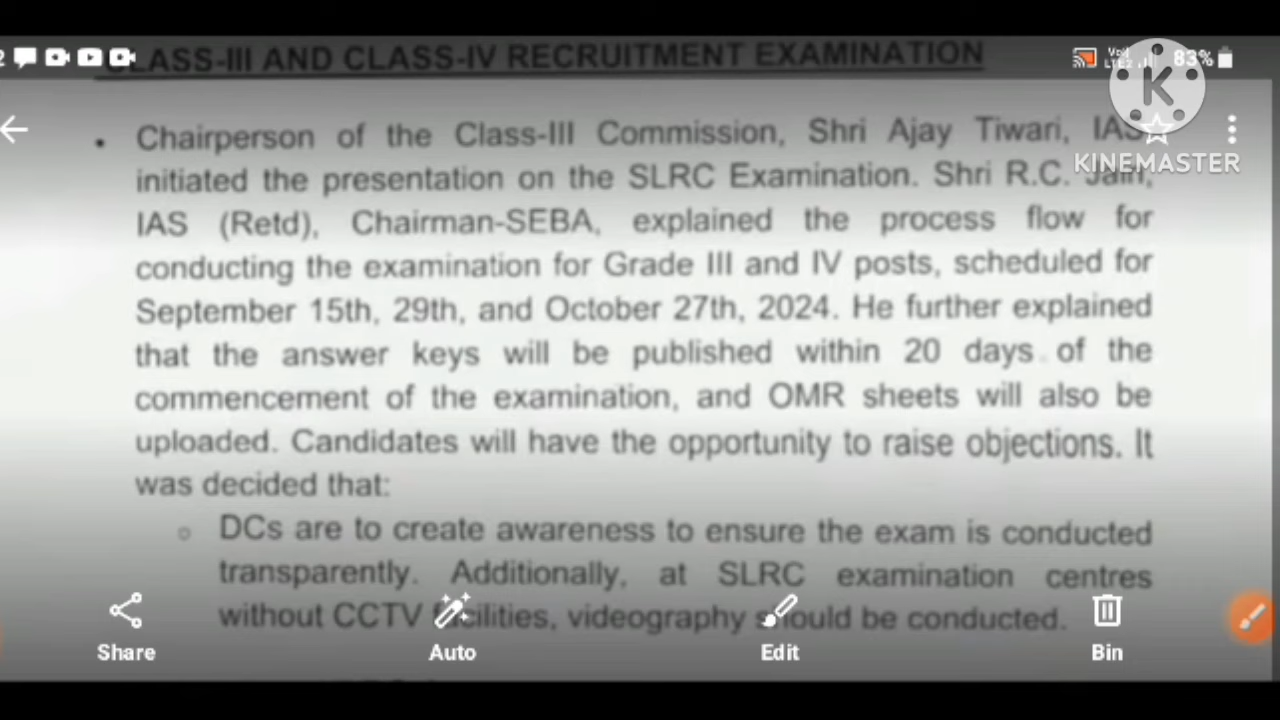 CLASS-III AND CLASS-IV RECRUITMENT EXAMINATION
83%
K
KINEMASTER
• Chairperson of the Class-III Commission, Shri Ajay Tiwari, IAS
initiated the presentation on the SLRC Examination. Shri R.C. Jain,
IAS (Retd), Chairman-SEBA, explained the process flow for
conducting the examination for Grade III and IV posts, scheduled for
September 15th, 29th, and October 27th, 2024. He further explained
that the answer keys will be published within 20 days of the
commencement of the examination, and OMR sheets will also be
uploaded. Candidates will have the opportunity to raise objections. It
was decided that:
○ DCs are to create awareness to ensure the exam is conducted
transparently. Additionally, at SLRC examination centres
without CCTV facilities, videography should be conducted.
Share Auto Edit Bin